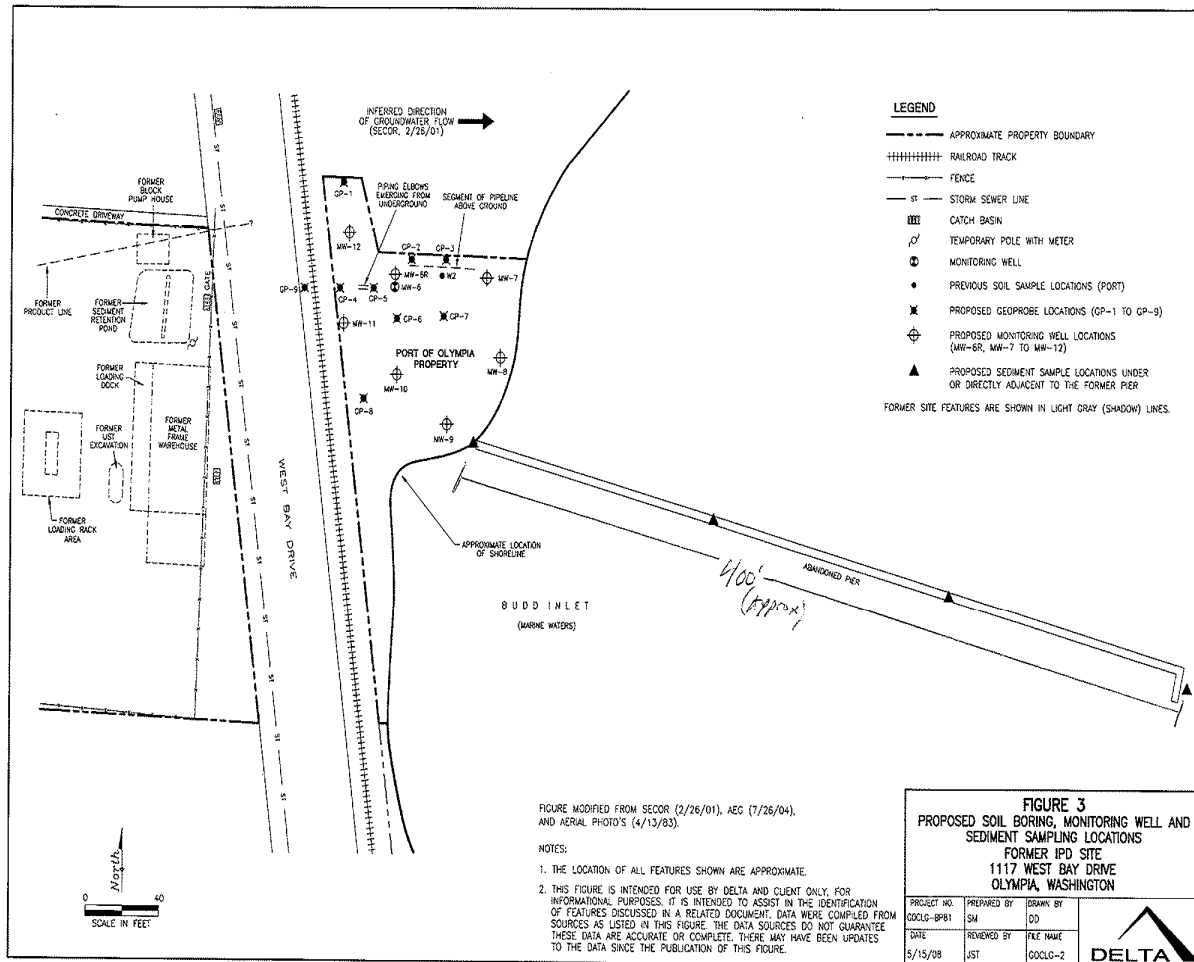 INFERRED DIRECTION
OF GROUNDWATER FLOW
(SECOR, 2/26/01)
FORMER
BLOCK
PUMP HOUSE
CONCRETE DRIVEWAY
FORMER
PRODUCT LINE
FORMER
SEDIMENT
RETENTION
POND
GATE
?
FORMER
LOADING
DOCK
FORMER
METAL
FRAME
WAREHOUSE
FORMER
UST
EXCAVATION
FORMER
LOADING RACK
AREA
ST
ST
ST
ST
ST
ST
ST
ST
ST
ST
ST
WEST BAY DRIVE
PIPING ELBOWS
EMERGING FROM
UNDERGROUND
SEGMENT OF PIPELINE
ABOVE GROUND
GP-1
MW-12
GP-2
GP-3
MW-6R
W2
MW-7
GP-9
GP-4
GP-5
MW-6
MW-11
GP-6
GP-7
PORT OF OLYMPIA
PROPERTY
MW-8
MW-10
GP-8
MW-9
APPROXIMATE LOCATION
OF SHORELINE
BUDD INLET
(MARINE WATERS)
ABANDONED PIER
400'
(Approx)
LEGEND
APPROXIMATE PROPERTY BOUNDARY
RAILROAD TRACK
FENCE
ST STORM SEWER LINE
CATCH BASIN
TEMPORARY POLE WITH METER
MONITORING WELL
PREVIOUS SOIL SAMPLE LOCATIONS (PORT)
PROPOSED GEOPROBE LOCATIONS (GP-1 TO GP-9)
PROPOSED MONITORING WELL LOCATIONS
(MW-6R, MW-7 TO MW-12)
PROPOSED SEDIMENT SAMPLE LOCATIONS UNDER
OR DIRECTLY ADJACENT TO THE FORMER PIER
FORMER SITE FEATURES ARE SHOWN IN LIGHT GRAY (SHADOW) LINES.
North
0 40
SCALE IN FEET
FIGURE MODIFIED FROM SECOR (2/26/01), AEG (7/26/04),
AND AERIAL PHOTO'S (4/13/83).
NOTES:
1. THE LOCATION OF ALL FEATURES SHOWN ARE APPROXIMATE.
2. THIS FIGURE IS INTENDED FOR USE BY DELTA AND CLIENT ONLY, FOR
INFORMATIONAL PURPOSES. IT IS INTENDED TO ASSIST IN THE IDENTIFICATION
OF FEATURES DISCUSSED IN A RELATED DOCUMENT. DATA WERE COMPILED FROM
SOURCES AS LISTED IN THIS FIGURE. THE DATA SOURCES DO NOT GUARANTEE
THESE DATA ARE ACCURATE OR COMPLETE. THERE MAY HAVE BEEN UPDATES
TO THE DATA SINCE THE PUBLICATION OF THIS FIGURE.
FIGURE 3
PROPOSED SOIL BORING, MONITORING WELL AND
SEDIMENT SAMPLING LOCATIONS
FORMER IPD SITE
1117 WEST BAY DRIVE
OLYMPIA, WASHINGTON
PROJECT NO. PREPARED BY DRAWN BY
SM DD
DATE REVIEWED BY FILE NAME
5/15/08 JST GOCLG-2
DELTA